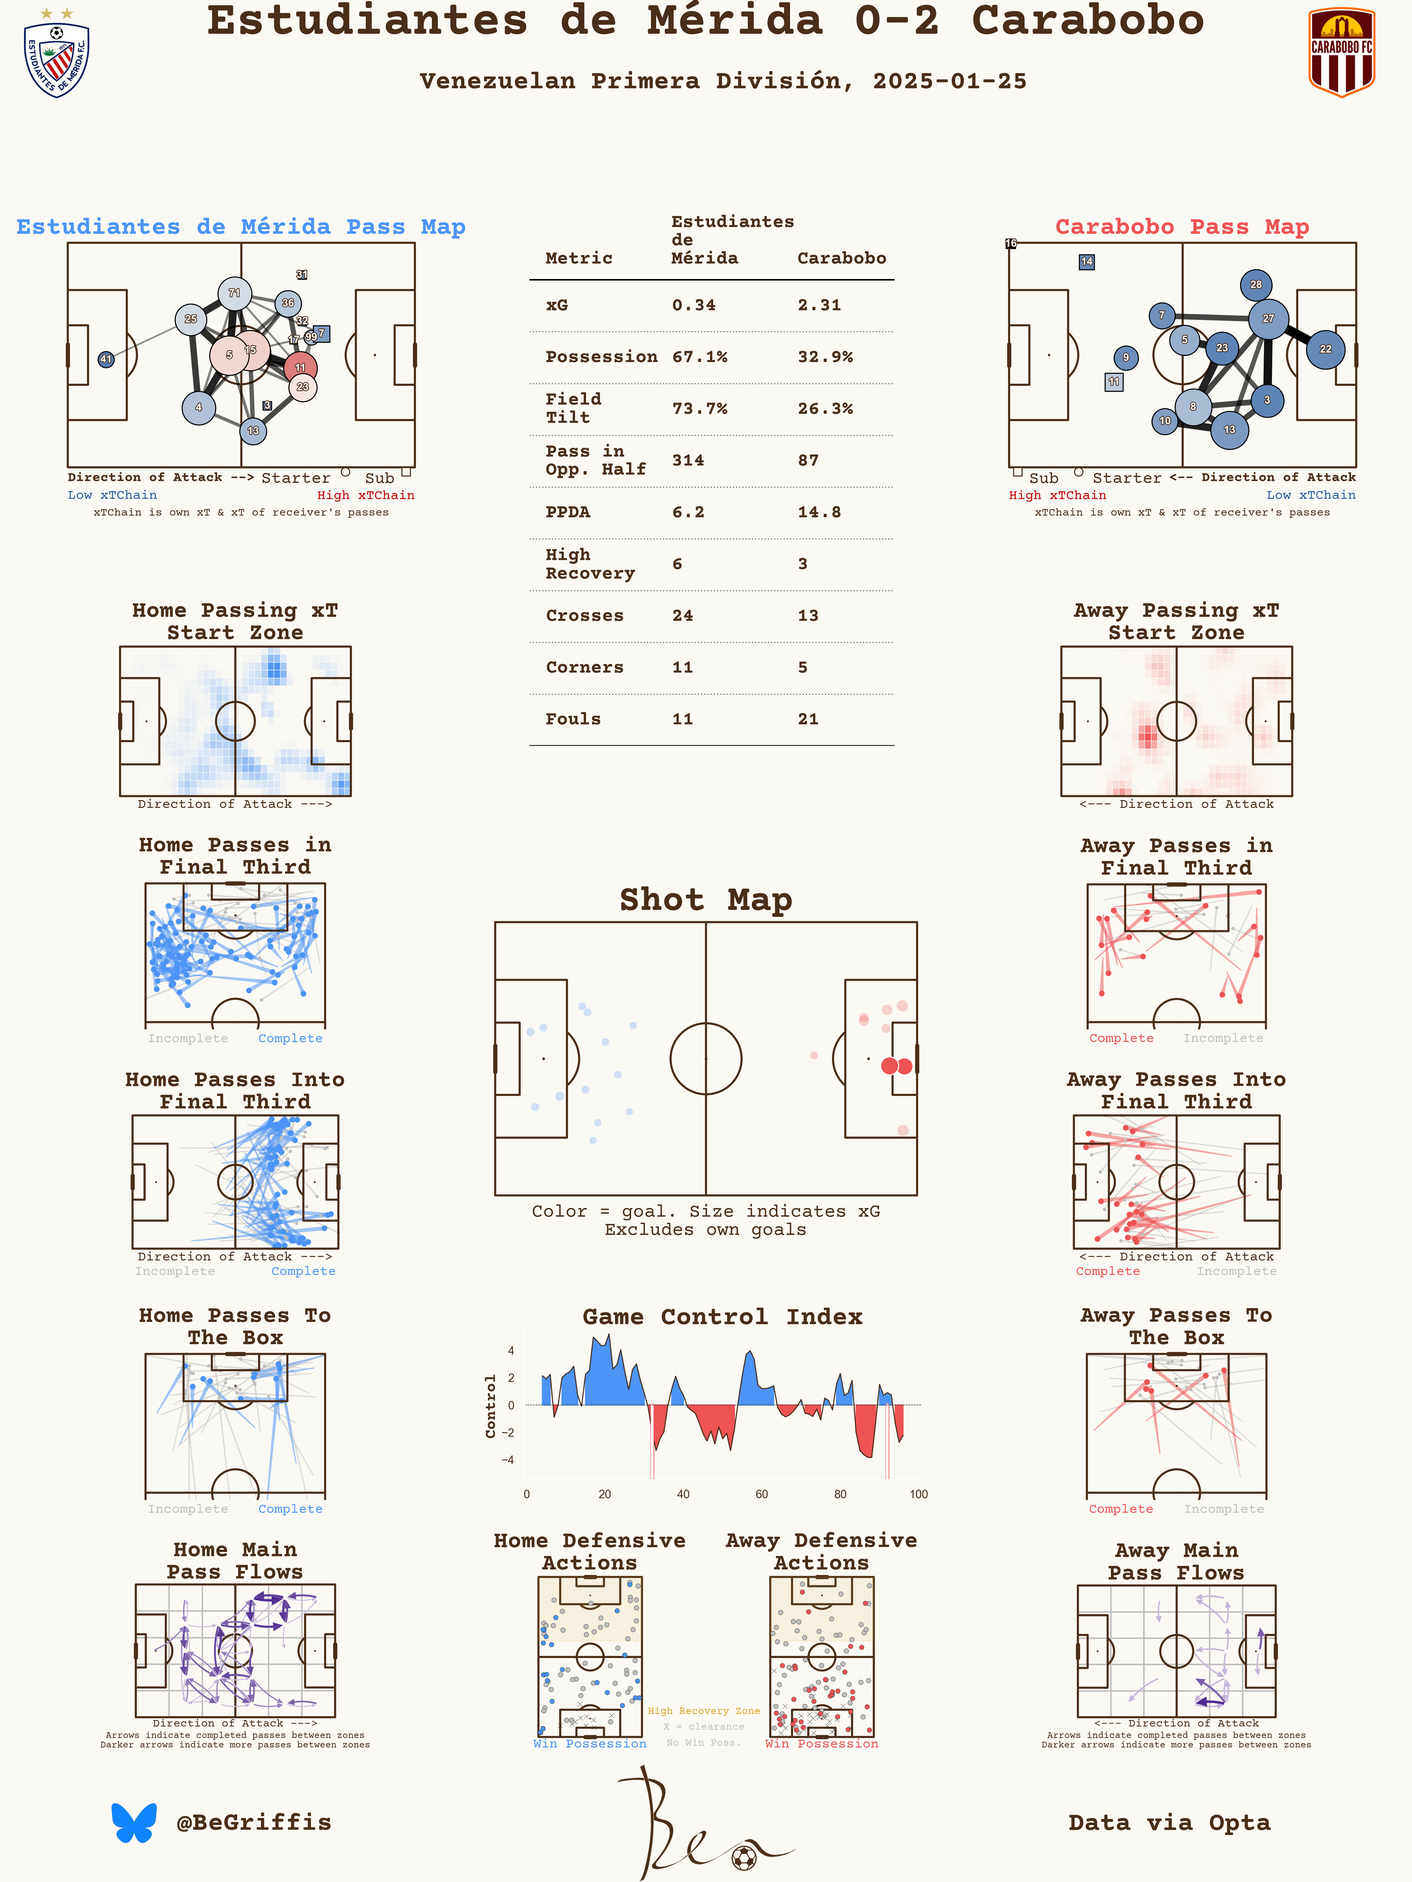 Estudiantes de Mérida 0-2 Carabobo
Venezuelan Primera División, 2025-01-25
ESTUDIANTES DE MÉRIDA F.C.
CARABOBO FC
Estudiantes de Mérida Pass Map
31
71
36
25
32
7
17
99
41
5
15
11
23
4
3
13
Direction of Attack --> Starter Sub
Low xTChain High xTChain
xTChain is own xT & xT of receiver's passes
Metric Estudiantes de Mérida Carabobo
xG 0.34 2.31
Possession 67.1% 32.9%
Field Tilt 73.7% 26.3%
Pass in Opp. Half 314 87
PPDA 6.2 14.8
High Recovery 6 3
Crosses 24 13
Corners 11 5
Fouls 11 21
Carabobo Pass Map
16
14
28
7
27
5
23
22
9
11
8
3
10
13
Sub Starter <-- Direction of Attack
High xTChain Low xTChain
xTChain is own xT & xT of receiver's passes
Home Passing xT
Start Zone
Direction of Attack --->
Away Passing xT
Start Zone
<--- Direction of Attack
Home Passes in
Final Third
Incomplete Complete
Shot Map
Color = goal. Size indicates xG
Excludes own goals
Away Passes in
Final Third
Complete Incomplete
Home Passes Into
Final Third
Direction of Attack --->
Incomplete Complete
Away Passes Into
Final Third
<--- Direction of Attack
Complete Incomplete
Home Passes To
The Box
Incomplete Complete
Game Control Index
Control
4
2
0
−2
−4
0 20 40 60 80 100
Away Passes To
The Box
Complete Incomplete
Home Main
Pass Flows
Direction of Attack --->
Arrows indicate completed passes between zones
Darker arrows indicate more passes between zones
Home Defensive
Actions
Win Possession
High Recovery Zone
X = clearance
No Win Poss.
Away Defensive
Actions
Win Possession
Away Main
Pass Flows
<--- Direction of Attack
Arrows indicate completed passes between zones
Darker arrows indicate more passes between zones
@BeGriffis
Ben
Data via Opta